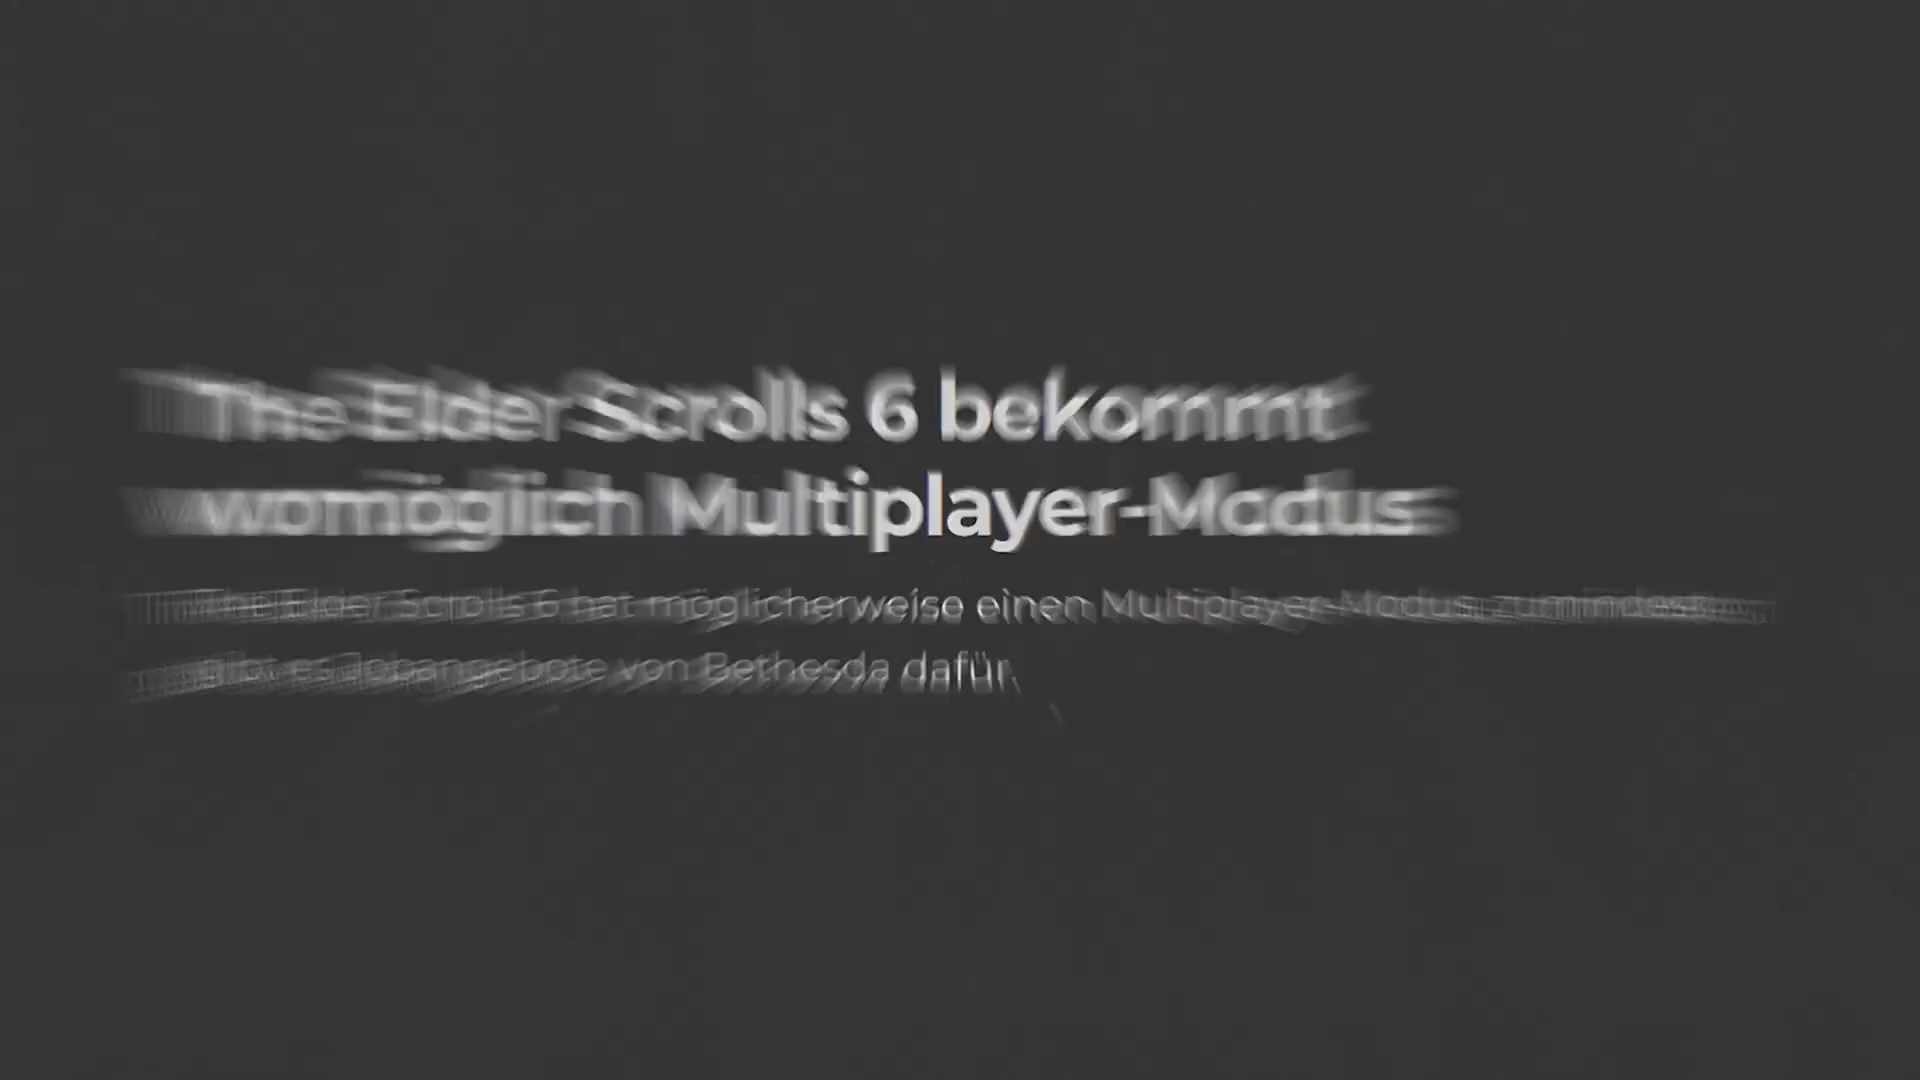 The Elder Scrolls 6 bekommt
womöglich Multiplayer-Modus
The Elder Scrolls 6 hat möglicherweise einen Multiplayer-Modus, zumindest
gibt es Jobangebote von Bethesda dafür.